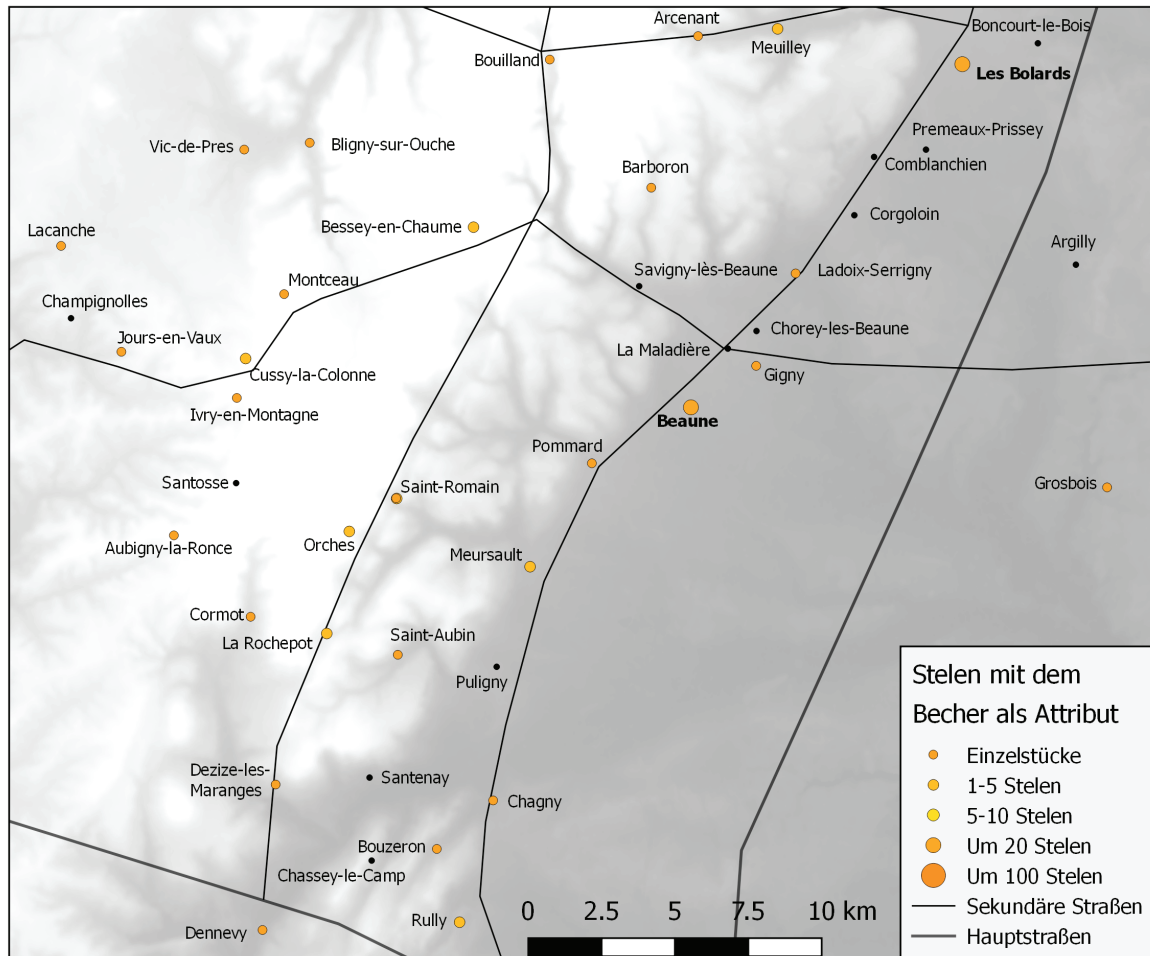 Arcenant
Boncourt-le-Bois
Meuilley
Bouilland
Les Bolards
Premeaux-Prissey
Vic-de-Pres
Bligny-sur-Ouche
Comblanchien
Barboron
Corgoloin
Bessey-en-Chaume
Lacanche
Argilly
Savigny-lès-Beaune
Ladoix-Serrigny
Montceau
Champignolles
Chorey-les-Beaune
Jours-en-Vaux
La Maladière
Cussy-la-Colonne
Gigny
Ivry-en-Montagne
Beaune
Pommard
Santosse
Saint-Romain
Grosbois
Aubigny-la-Ronce
Orches
Meursault
Cormot
La Rochepot
Saint-Aubin
Puligny
Dezize-les-
Maranges
Santenay
Chagny
Bouzeron
Chassey-le-Camp
Rully
Dennevy
0 2.5 5 7.5 10 km
Stelen mit dem
Becher als Attribut
Einzelstücke
1-5 Stelen
5-10 Stelen
Um 20 Stelen
Um 100 Stelen
Sekundäre Straßen
Hauptstraßen